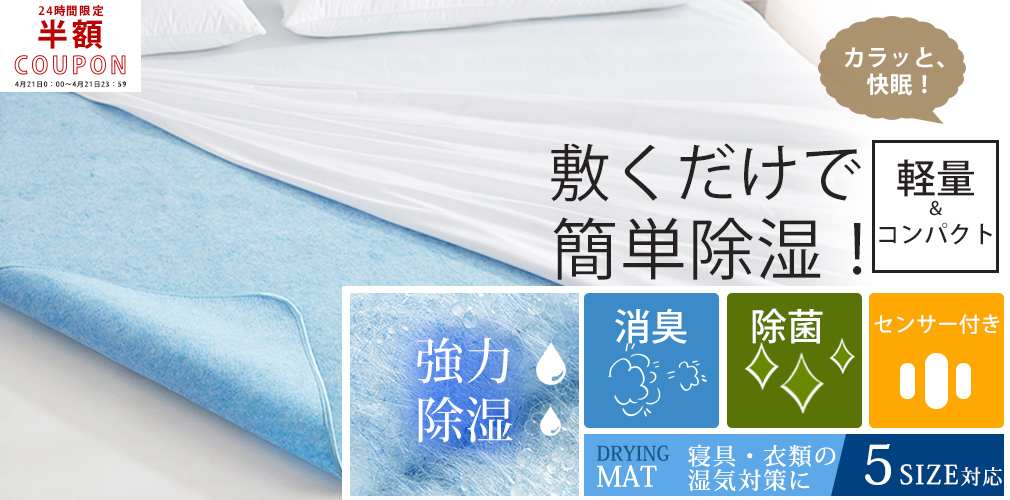 24時間限定
半額
COUPON
4月21日0：00〜4月21日23：59
カラッと、
快眠！
敷くだけで
簡単除湿！
軽量
&
コンパクト
強力
除湿
消臭
除菌
センサー付き
DRYING
MAT
寝具・衣類の
湿気対策に
5 SIZE対応